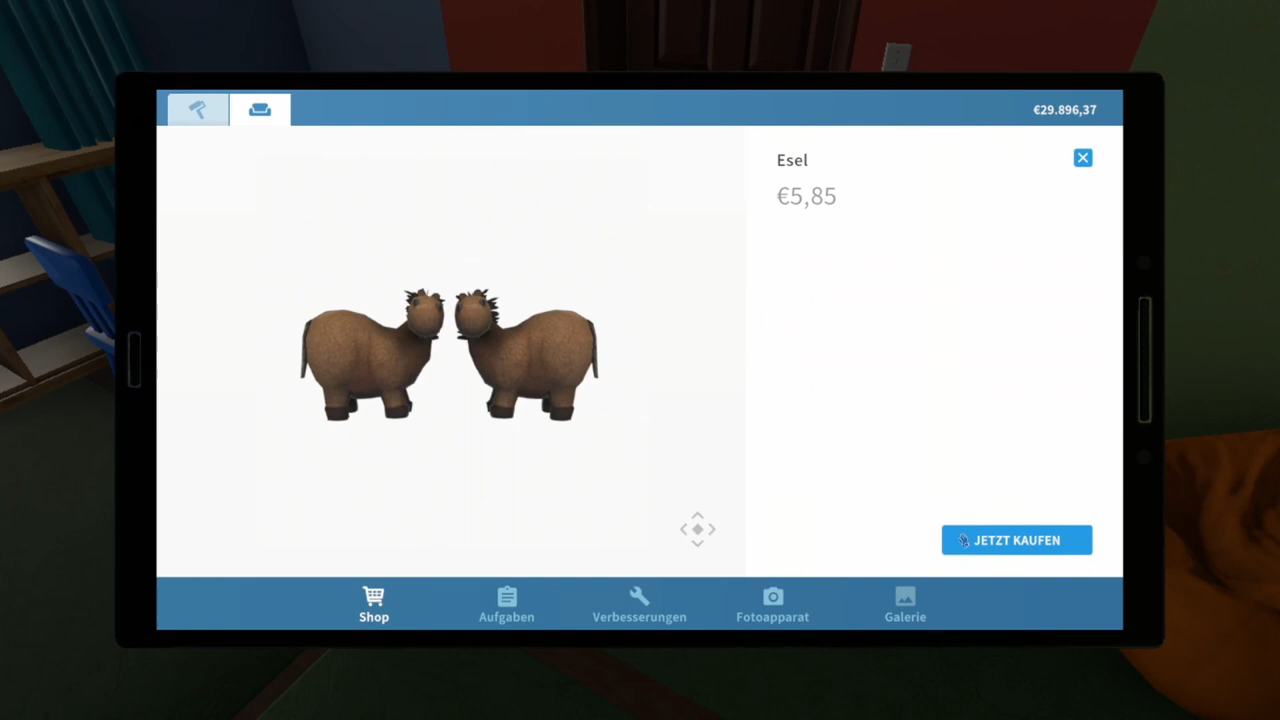 €29.896,37
Esel
€5,85
JETZT KAUFEN
Shop
Aufgaben
Verbesserungen
Fotoapparat
Galerie